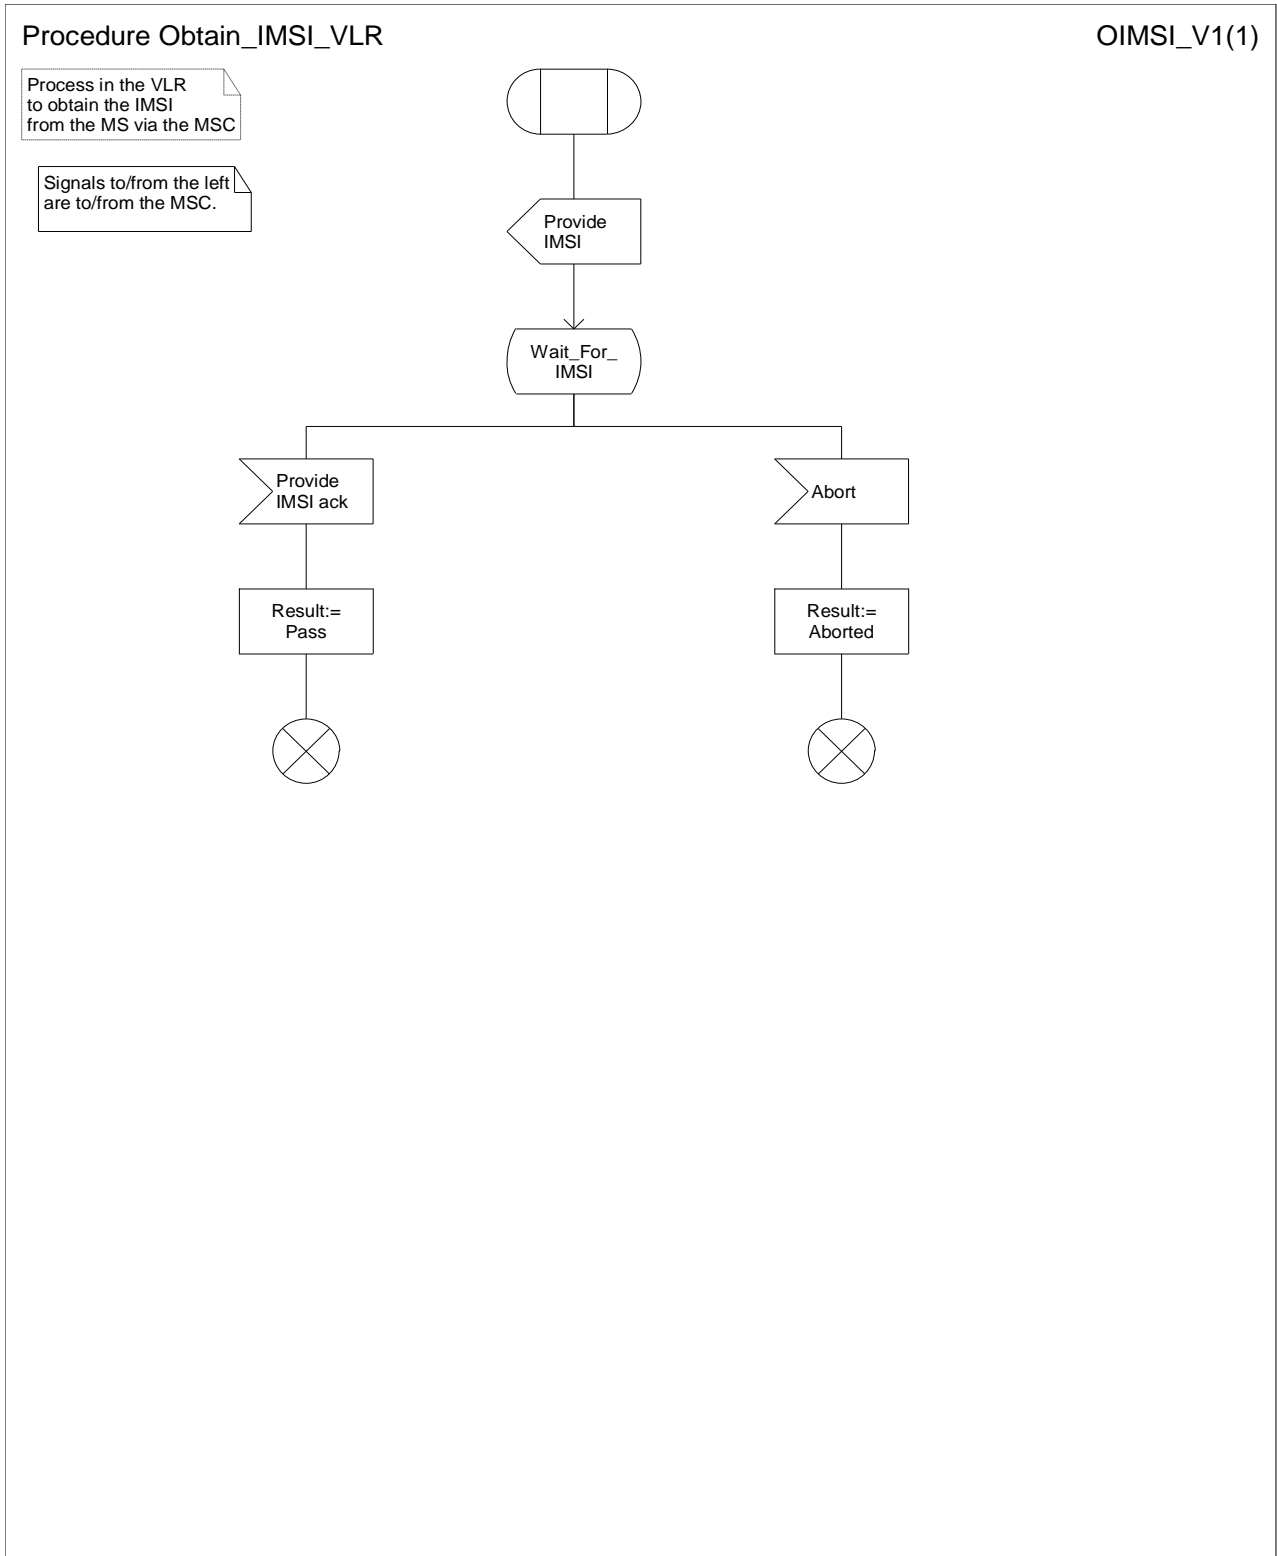 Procedure Obtain_IMSI_VLR
OIMSI_V1(1)
Process in the VLR
to obtain the IMSI
from the MS via the MSC
Signals to/from the left
are to/from the MSC.
Provide
IMSI
Wait_For_
IMSI
Provide
IMSI ack
Abort
Result:=
Pass
Result:=
Aborted